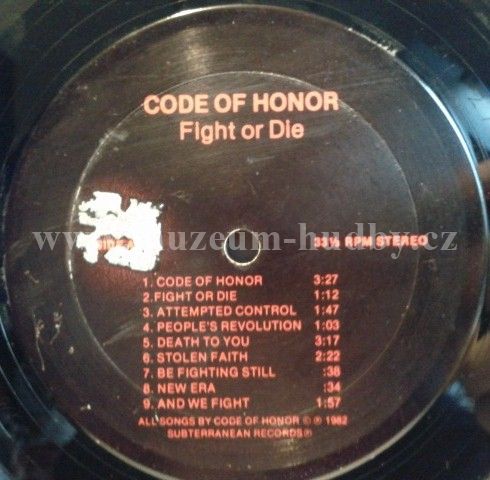 CODE OF HONOR
Fight or Die
www.muzeum-hudby.cz
SIDE A
33⅓ RPM STEREO
1. CODE OF HONOR 3:27
2. FIGHT OR DIE 1:12
3. ATTEMPTED CONTROL 1:47
4. PEOPLE'S REVOLUTION 1:03
5. DEATH TO YOU 3:17
6. STOLEN FAITH 2:22
7. BE FIGHTING STILL :38
8. NEW ERA :34
9. AND WE FIGHT 1:57
ALL SONGS BY CODE OF HONOR © ℗ 1982
SUBTERRANEAN RECORDS℗